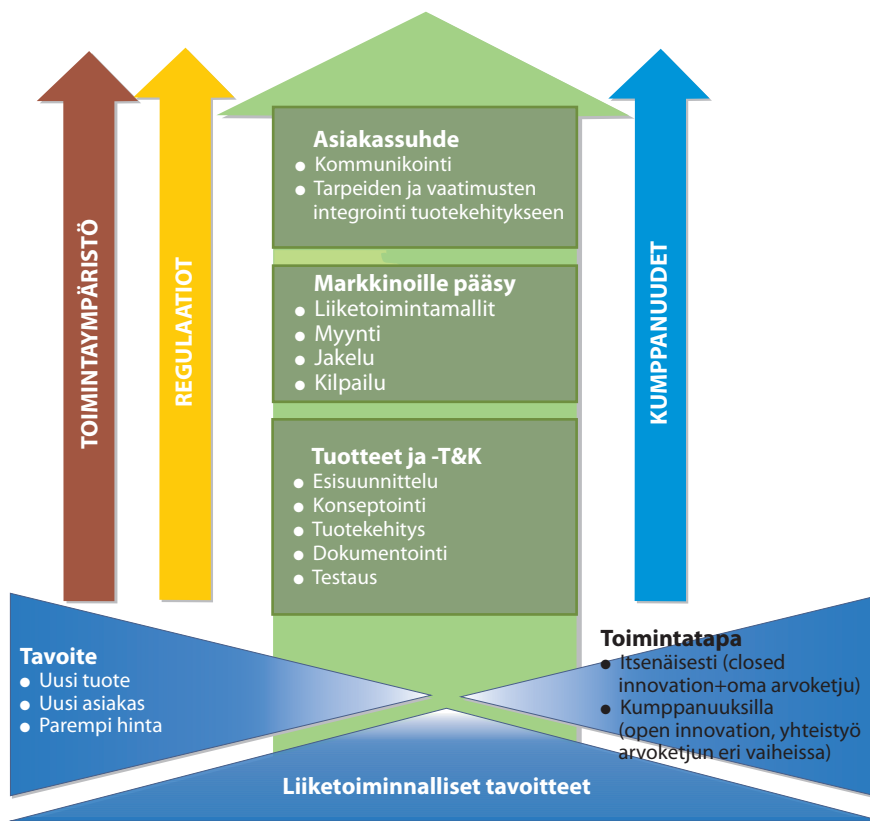 Asiakassuhde
● Kommunikointi
● Tarpeiden ja vaatimusten
integrointi tuotekehitykseen
TOIMINTAYMPÄRISTÖ
REGULAATIOT
Markkinoille pääsy
● Liiketoimintamallit
● Myynti
● Jakelu
● Kilpailu
KUMPPANUUDET
Tuotteet ja -T&K
● Esisuunnittelu
● Konseptointi
● Tuotekehitys
● Dokumentointi
● Testaus
Tavoite
● Uusi tuote
● Uusi asiakas
● Parempi hinta
Toimintatapa
● Itsenäisesti (closed
innovation+oma arvoketju)
● Kumppanuuksilla
(open innovation, yhteistyö
arvoketjun eri vaiheissa)
Liiketoiminnalliset tavoitteet